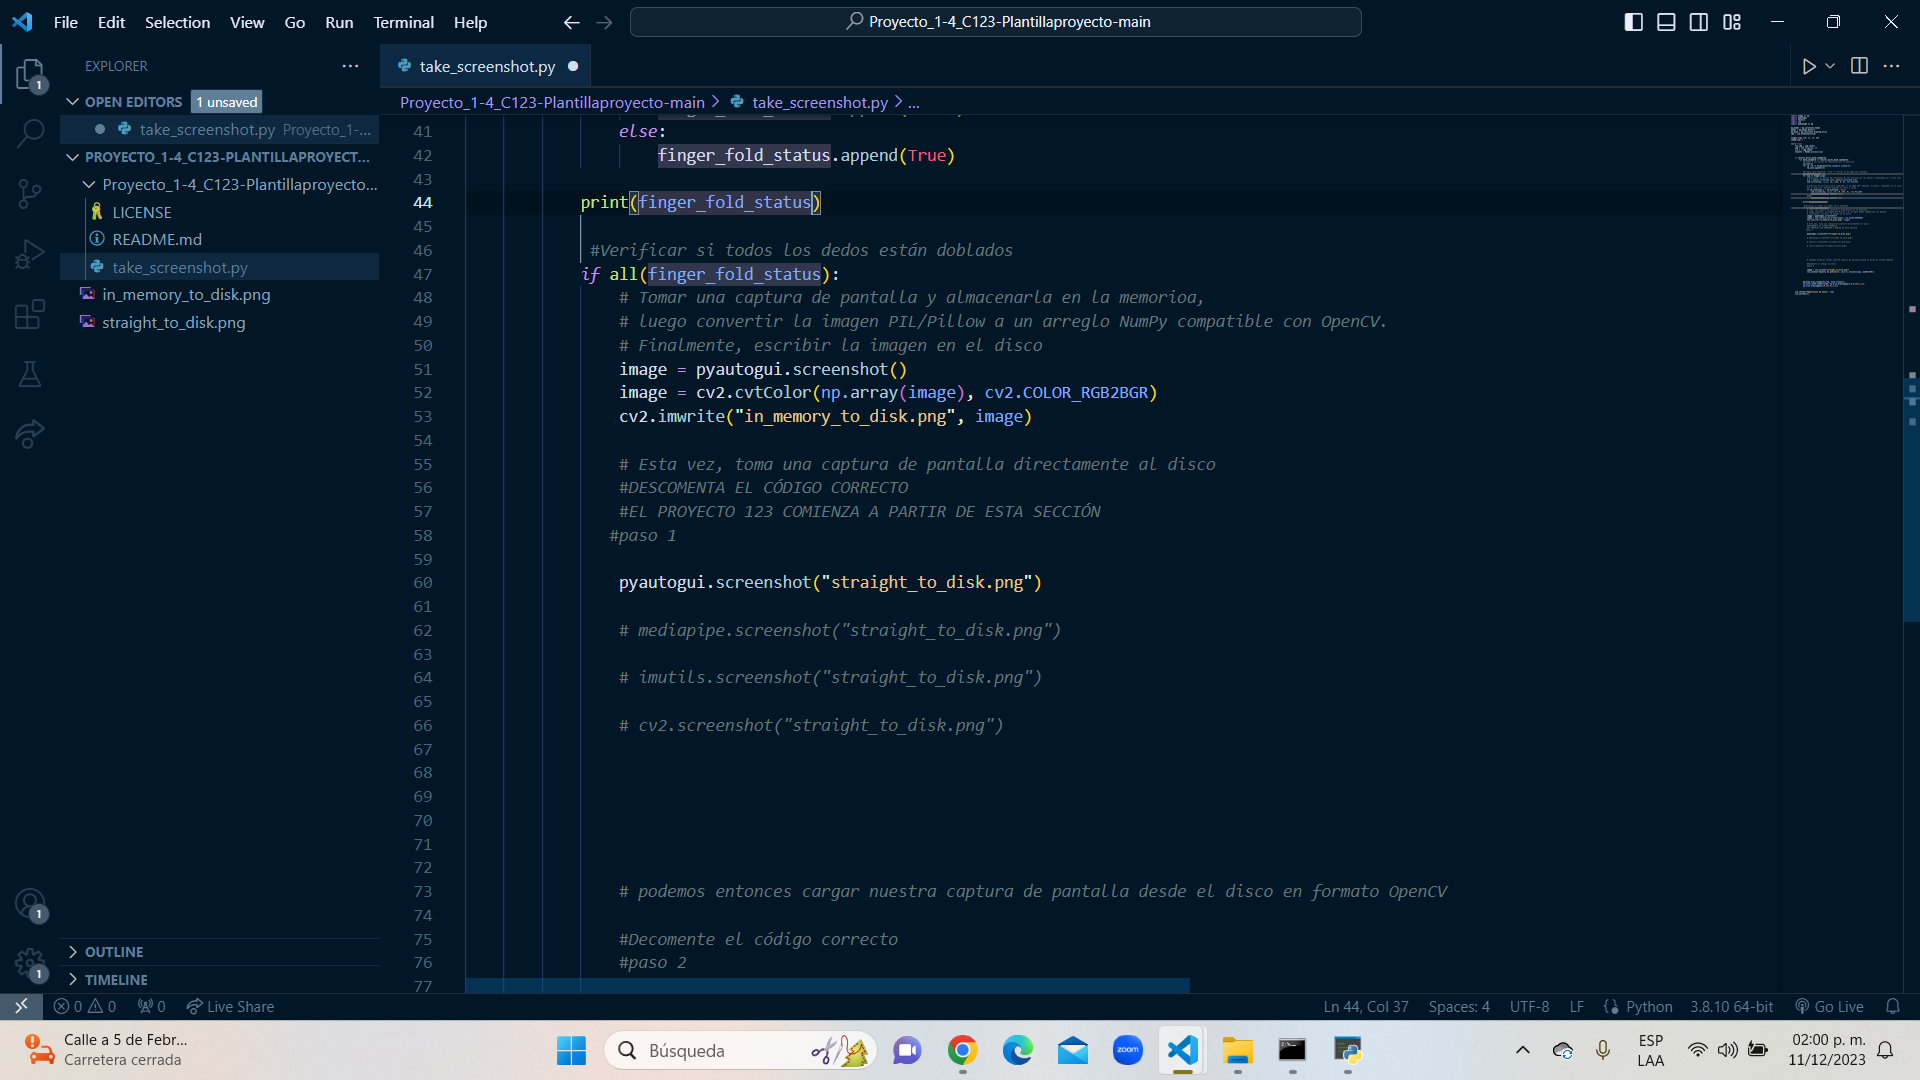 File Edit Selection View Go Run Terminal Help
Proyecto_1-4_C123-Plantillaproyecto-main
EXPLORER
OPEN EDITORS 1 unsaved
take_screenshot.py Proyecto_1-...
PROYECTO_1-4_C123-PLANTILLAPROYECT...
Proyecto_1-4_C123-Plantillaproyecto...
LICENSE
README.md
take_screenshot.py
in_memory_to_disk.png
straight_to_disk.png
OUTLINE
TIMELINE
1
1
1
take_screenshot.py
Proyecto_1-4_C123-Plantillaproyecto-main > take_screenshot.py > ...
41 else:
42 finger_fold_status.append(True)
43
44 print(finger_fold_status)
45
46 #Verificar si todos los dedos están doblados
47 if all(finger_fold_status):
48 # Tomar una captura de pantalla y almacenarla en la memorioa,
49 # luego convertir la imagen PIL/Pillow a un arreglo NumPy compatible con OpenCV.
50 # Finalmente, escribir la imagen en el disco
51 image = pyautogui.screenshot()
52 image = cv2.cvtColor(np.array(image), cv2.COLOR_RGB2BGR)
53 cv2.imwrite("in_memory_to_disk.png", image)
54
55 # Esta vez, toma una captura de pantalla directamente al disco
56 #DESCOMENTA EL CÓDIGO CORRECTO
57 #EL PROYECTO 123 COMIENZA A PARTIR DE ESTA SECCIÓN
58 #paso 1
59
60 pyautogui.screenshot("straight_to_disk.png")
61
62 # mediapipe.screenshot("straight_to_disk.png")
63
64 # imutils.screenshot("straight_to_disk.png")
65
66 # cv2.screenshot("straight_to_disk.png")
67
68
69
70
71
72
73 # podemos entonces cargar nuestra captura de pantalla desde el disco en formato OpenCV
74
75 #Decomente el código correcto
76 #paso 2
77
0 0 0 Live Share
Ln 44, Col 37 Spaces: 4 UTF-8 LF Python 3.8.10 64-bit Go Live
Calle a 5 de Febr...
Carretera cerrada
Búsqueda
zoom
ESP
LAA
02:00 p. m.
11/12/2023